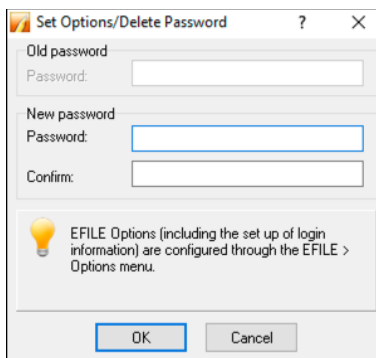 Set Options/Delete Password ?
Old password
Password:
New password
Password:
Confirm:
EFILE Options (including the set up of login
information) are configured through the EFILE >
Options menu.
OK Cancel